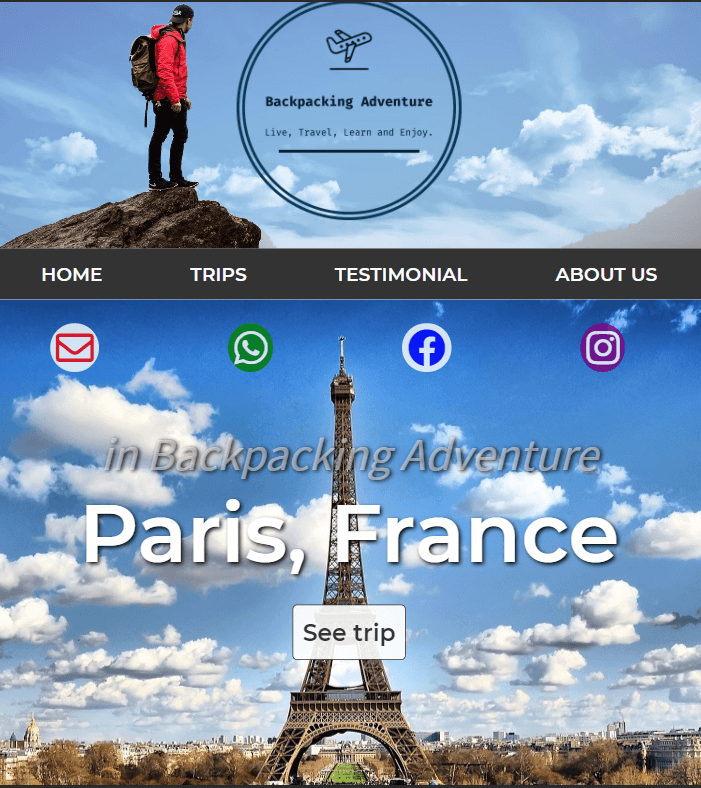 Backpacking Adventure
Live, Travel, Learn and Enjoy.
HOME TRIPS TESTIMONIAL ABOUT US
in Backpacking Adventure
Paris, France
See trip